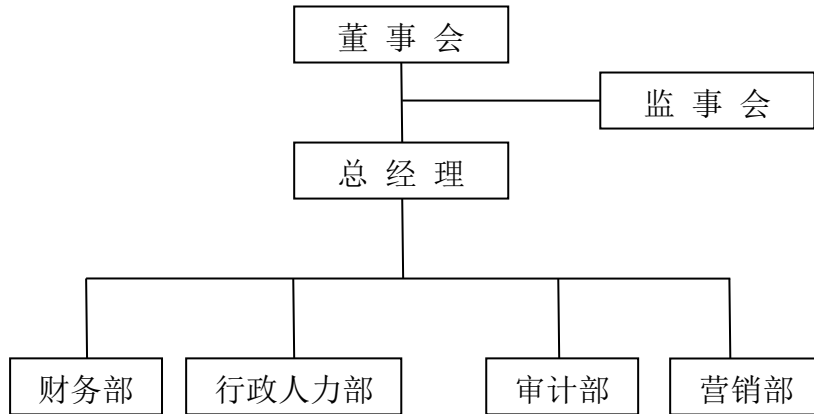 董 事 会
监 事 会
总 经 理
财务部
行政人力部
审计部
营销部